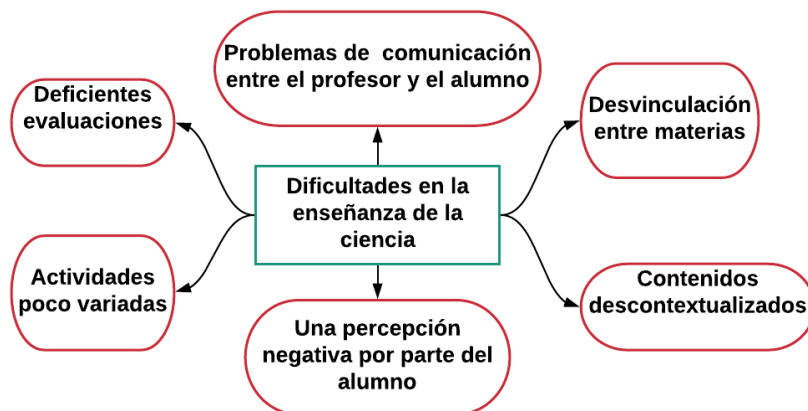 Problemas de comunicación
entre el profesor y el alumno
Deficientes
evaluaciones
Desvinculación
entre materias
Dificultades en la
enseñanza de la
ciencia
Actividades
poco variadas
Contenidos
descontextualizados
Una percepción
negativa por parte del
alumno